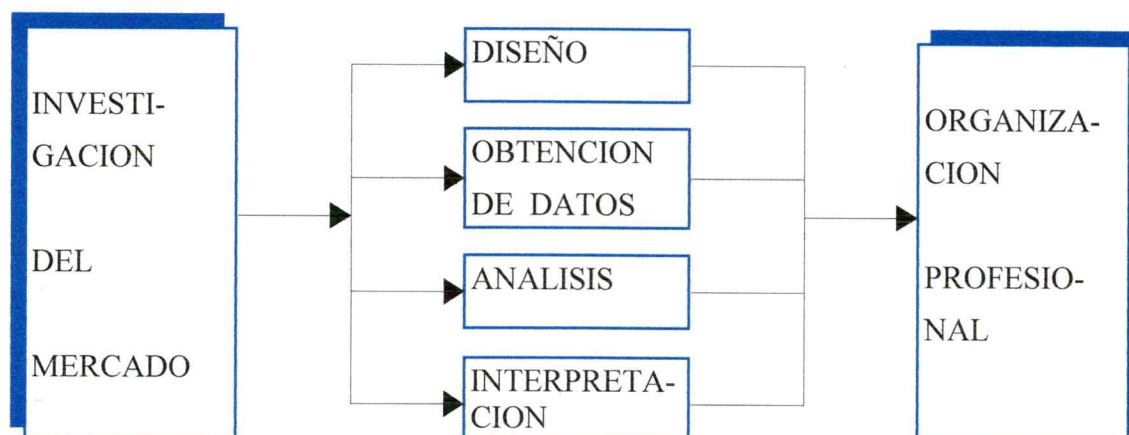 INVESTI-
GACION
DEL
MERCADO
DISEÑO
OBTENCION
DE DATOS
ANALISIS
INTERPRETA-
CION
ORGANIZA-
CION
PROFESIO-
NAL